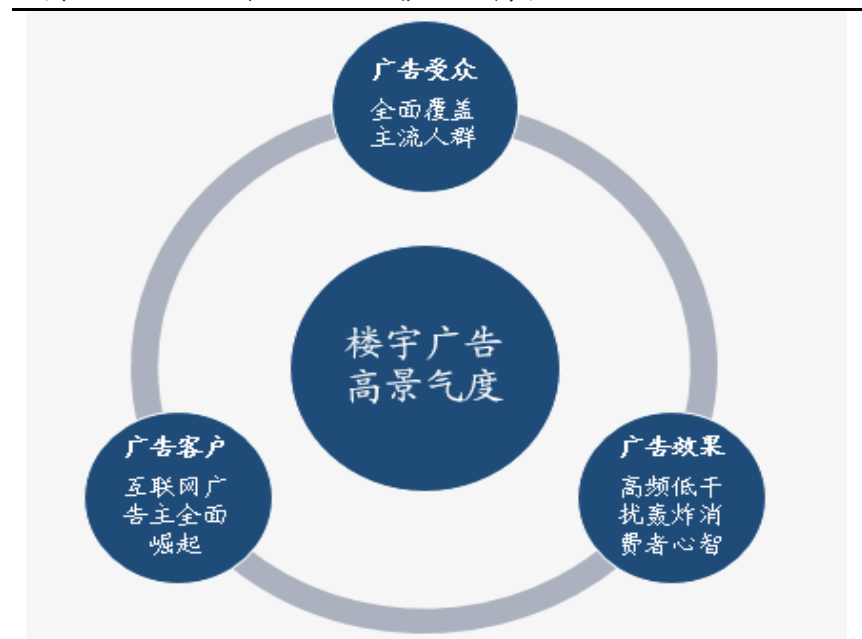 广告受众
全面覆盖
主流人群
楼宇广告
高景气度
广告客户
互联网广
告主全面
崛起
广告效果
高频低干
扰轰炸消
费者心智